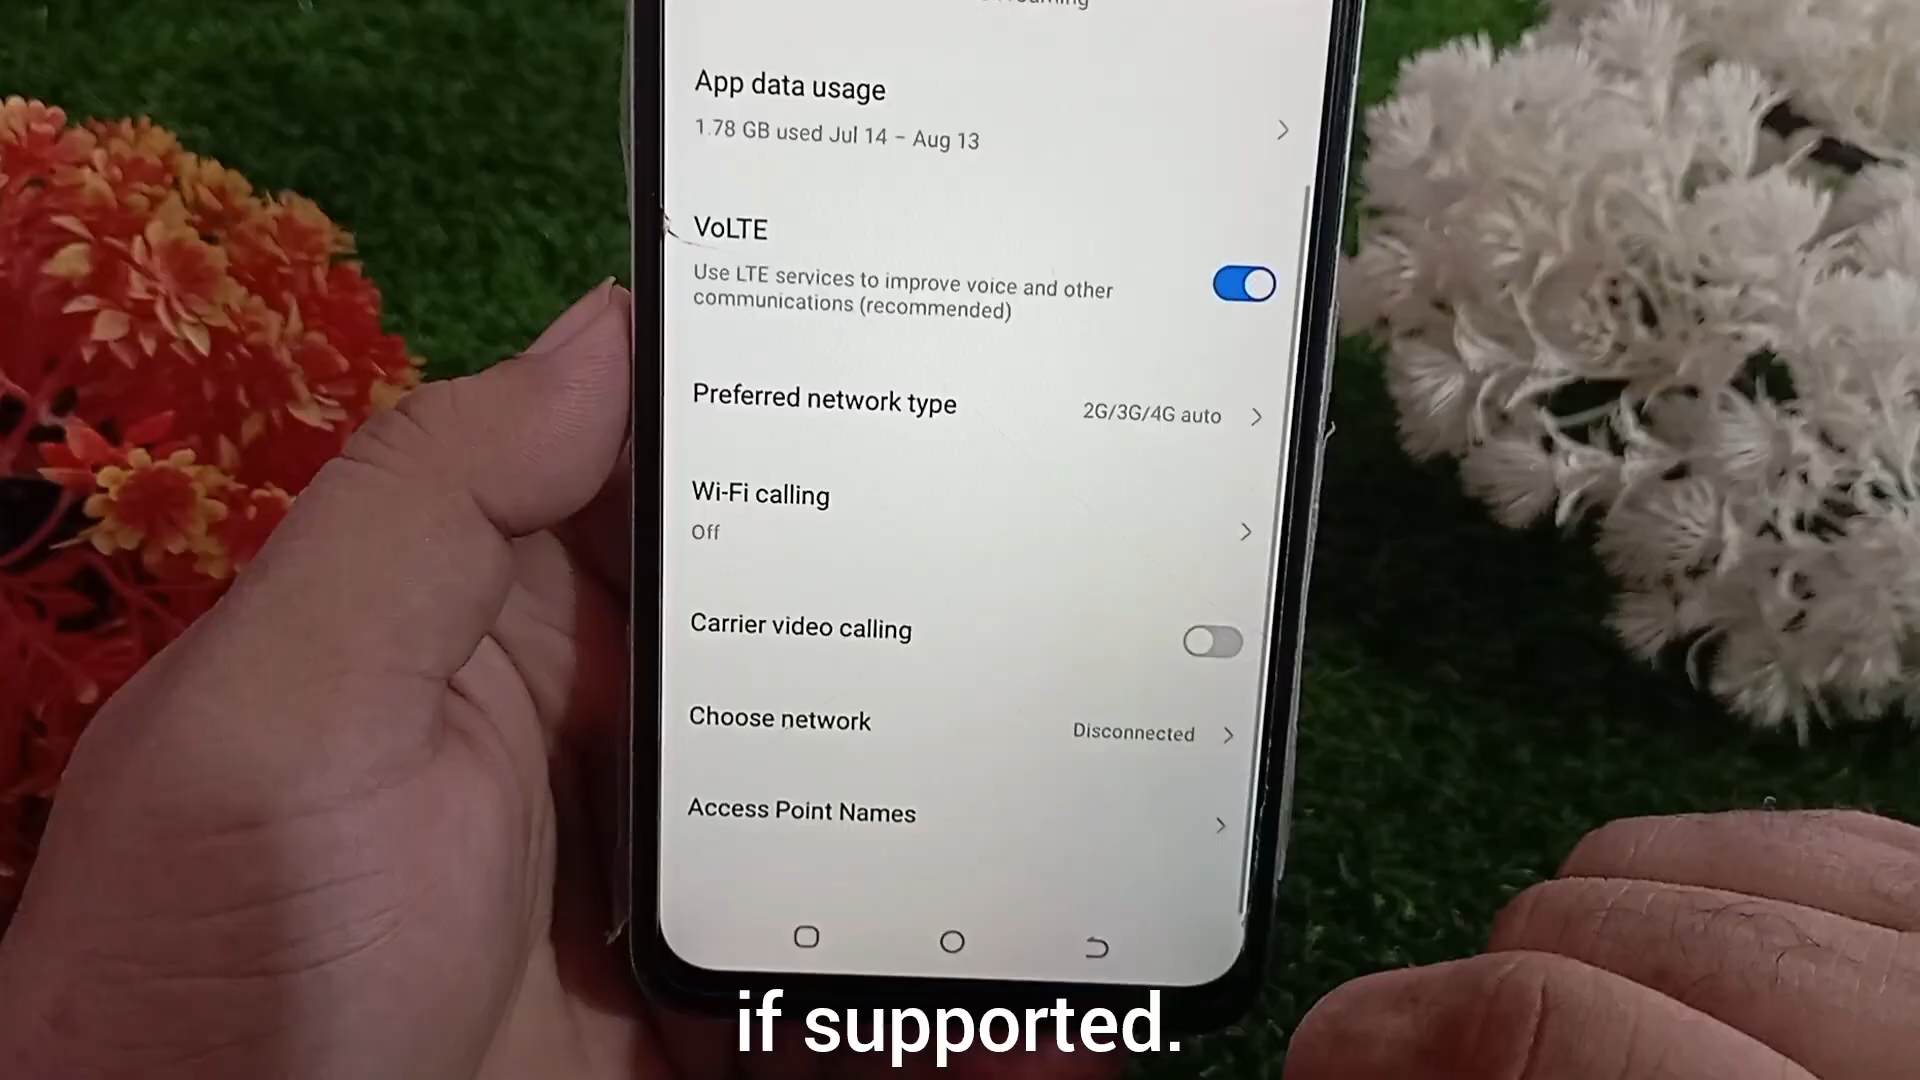 App data usage
1.78 GB used Jul 14 – Aug 13
VoLTE
Use LTE services to improve voice and other
communications (recommended)
Preferred network type
2G/3G/4G auto
Wi-Fi calling
Off
Carrier video calling
Choose network
Disconnected
Access Point Names
if supported.